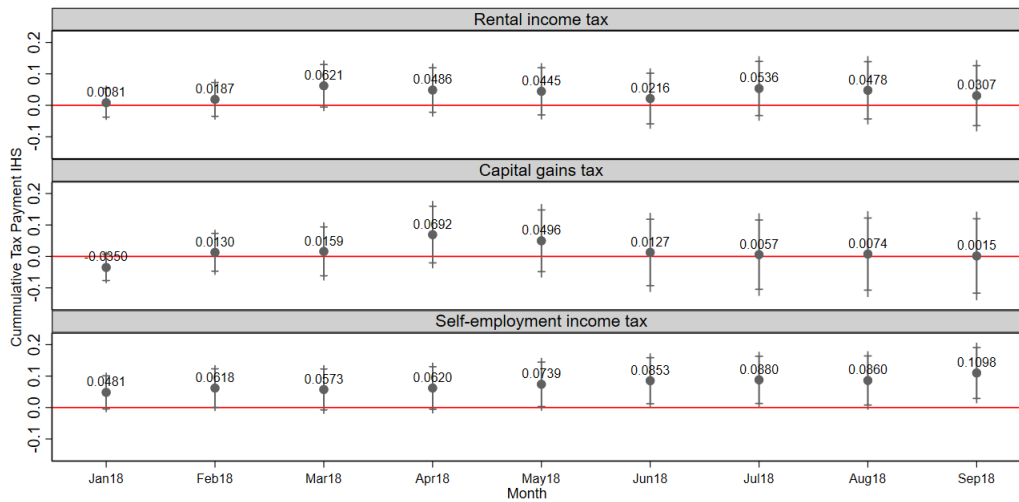 Rental income tax
0.2
0.1
0.0
-0.1
0.0081 0.0187 0.0621 0.0486 0.0445 0.0216 0.0536 0.0478 0.0307
Cummulative Tax Payment IHS
Capital gains tax
0.2
0.1
0.0
-0.1
-0.0350 0.0130 0.0159 0.0692 0.0496 0.0127 0.0057 0.0074 0.0015
Self-employment income tax
0.2
0.1
0.0
-0.1
0.0481 0.0618 0.0573 0.0620 0.0739 0.0853 0.0880 0.0860 0.1098
Jan18 Feb18 Mar18 Apr18 May18 Jun18 Jul18 Aug18 Sep18
Month